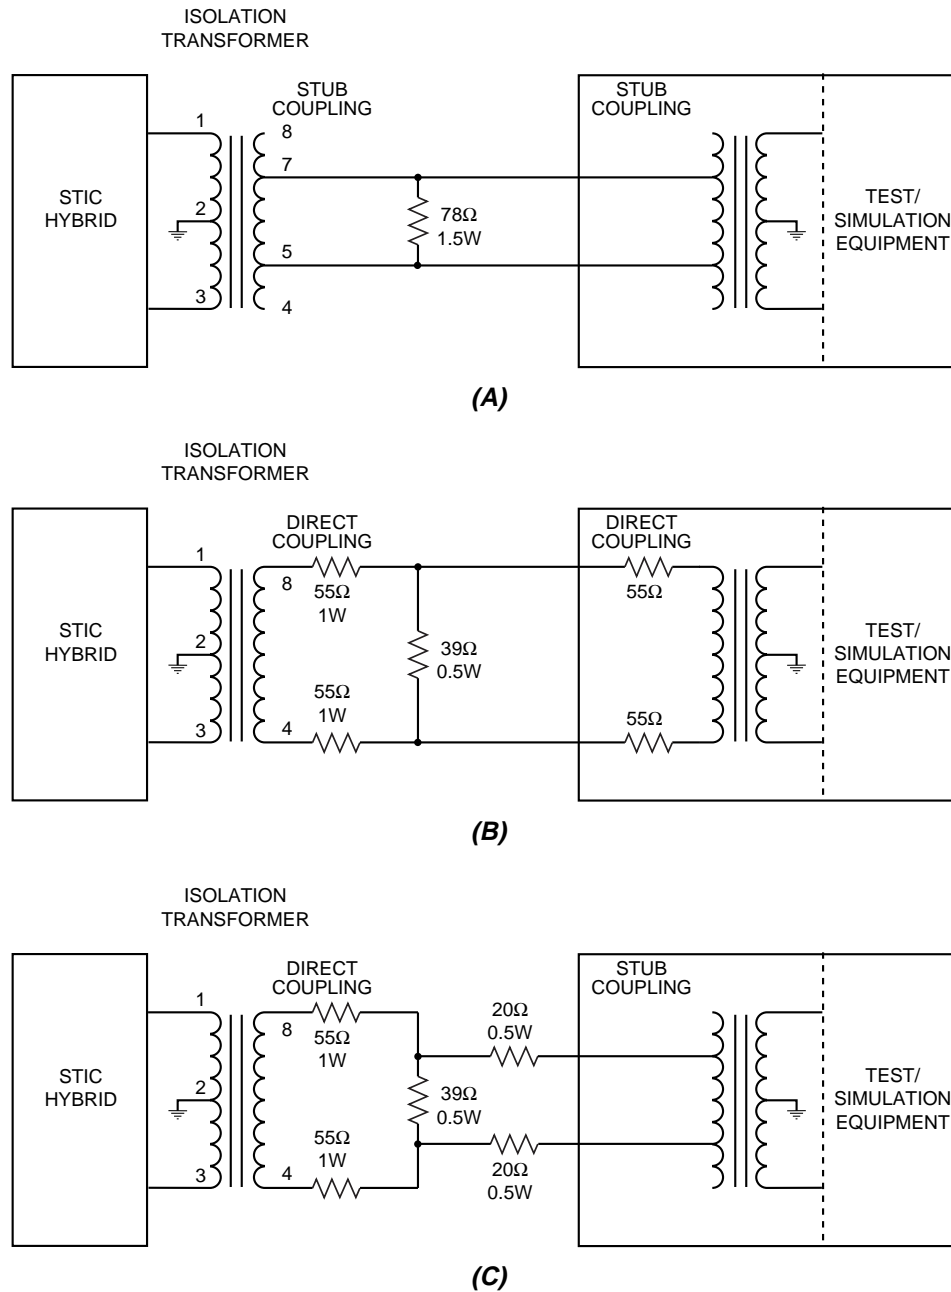 ISOLATION
TRANSFORMER
STIC
HYBRID
1
2
3
STUB
COUPLING
8
7
5
4
78Ω
1.5W
STUB
COUPLING
TEST/
SIMULATION
EQUIPMENT
(A)
ISOLATION
TRANSFORMER
STIC
HYBRID
1
2
3
DIRECT
COUPLING
8
55Ω
1W
55Ω
1W
4
39Ω
0.5W
DIRECT
COUPLING
55Ω
55Ω
TEST/
SIMULATION
EQUIPMENT
(B)
ISOLATION
TRANSFORMER
STIC
HYBRID
1
2
3
DIRECT
COUPLING
8
55Ω
1W
55Ω
1W
4
39Ω
0.5W
20Ω
0.5W
20Ω
0.5W
STUB
COUPLING
TEST/
SIMULATION
EQUIPMENT
(C)